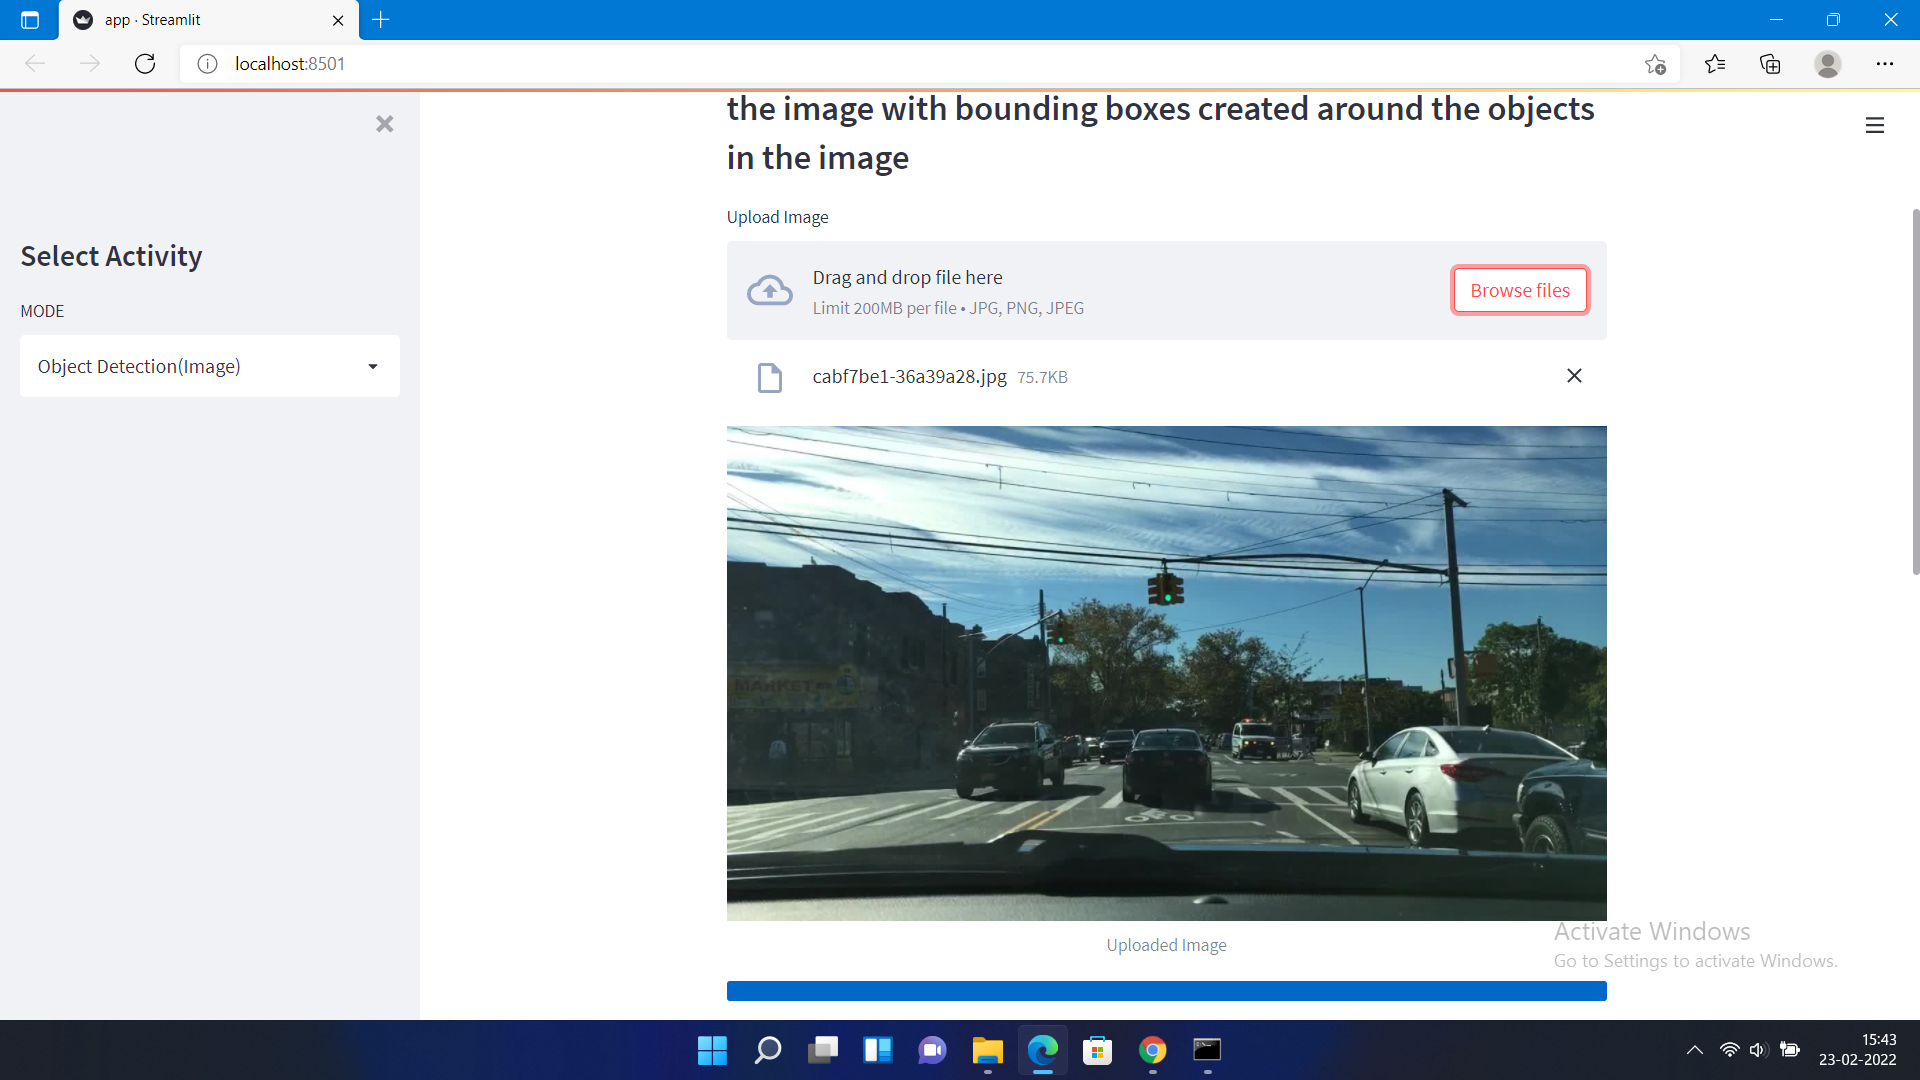 app · Streamlit
localhost:8501
the image with bounding boxes created around the objects
in the image
Select Activity
MODE
Object Detection(Image)
Upload Image
Drag and drop file here
Limit 200MB per file • JPG, PNG, JPEG
Browse files
cabf7be1-36a39a28.jpg 75.7KB
MARKET
Uploaded Image
Activate Windows
Go to Settings to activate Windows.
15:43
23-02-2022